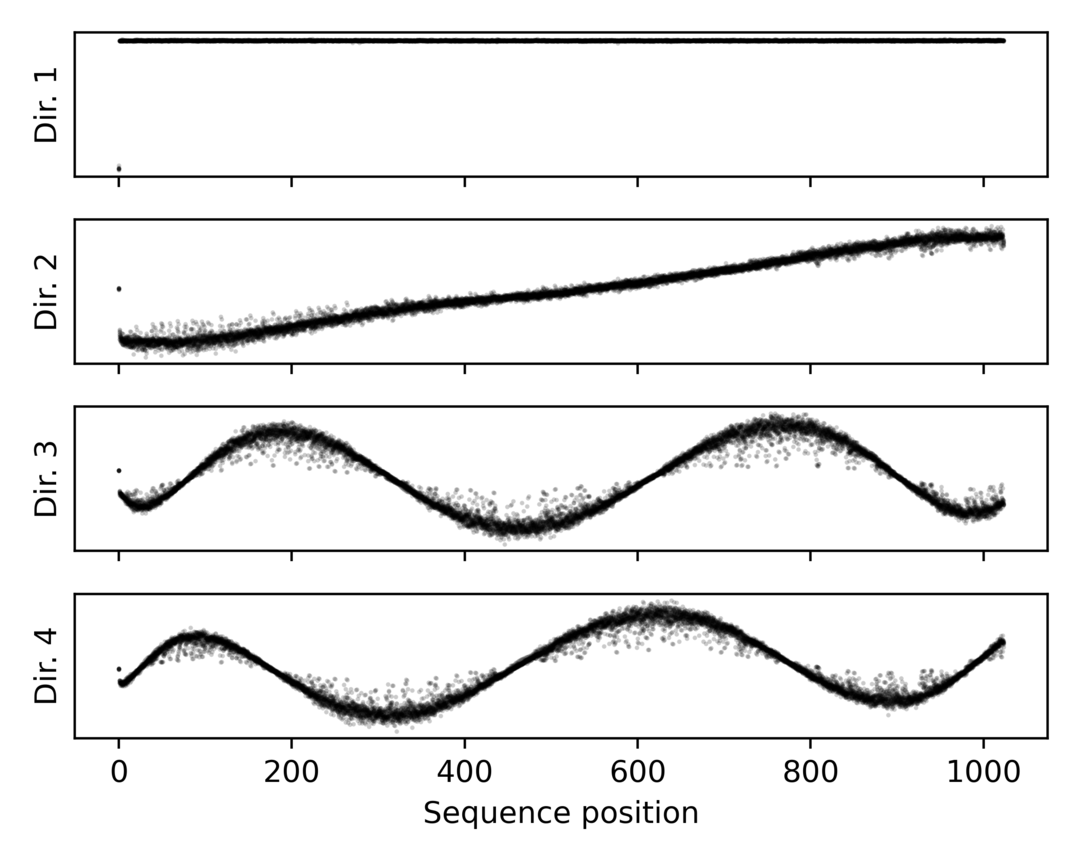 Dir. 1
Dir. 2
Dir. 3
Dir. 4
0 200 400 600 800 1000
Sequence position